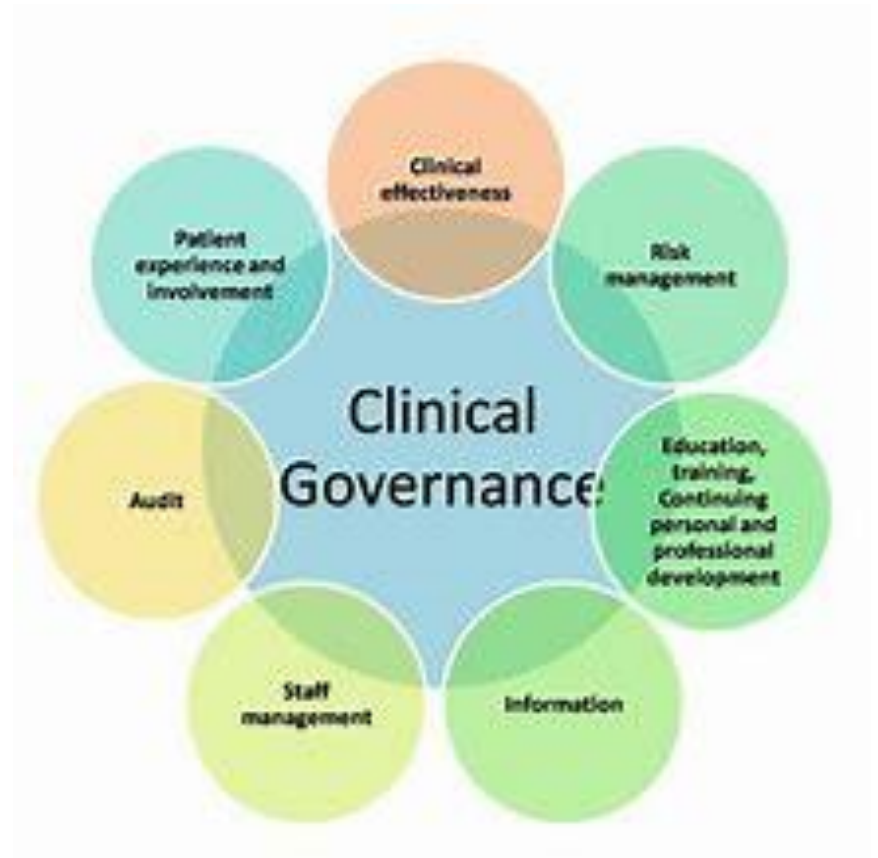 Clinical
effectiveness
Risk
management
Education,
training,
Continuing
personal and
professional
development
Information
Staff
management
Audit
Patient
experience and
involvement
Clinical
Governance